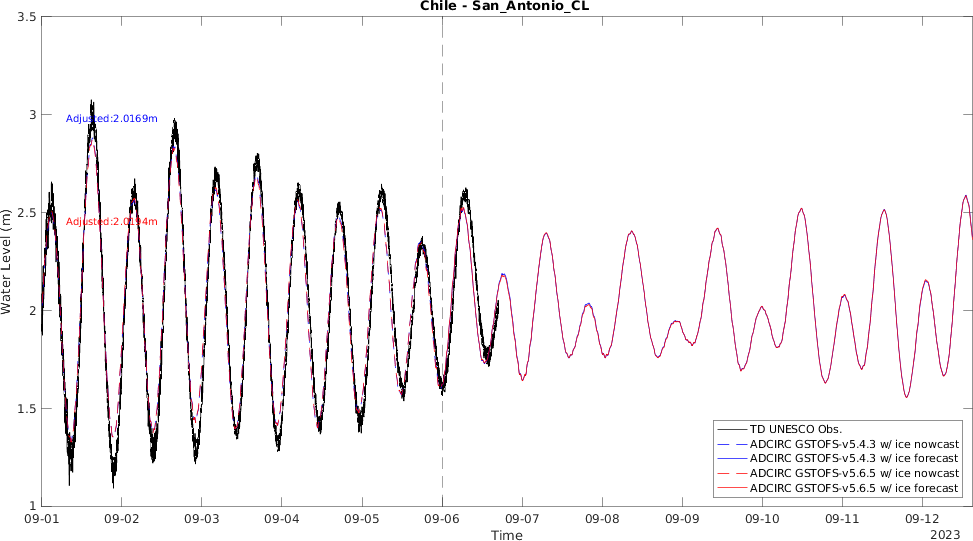 Chile - San_Antonio_CL
3.5
3
2.5
2
1.5
1
Water Level (m)
Adjusted:2.0169m
Adjusted:2.0194m
TD UNESCO Obs.
ADCIRC GSTOFS-v5.4.3 w/ ice nowcast
ADCIRC GSTOFS-v5.4.3 w/ ice forecast
ADCIRC GSTOFS-v5.6.5 w/ ice nowcast
ADCIRC GSTOFS-v5.6.5 w/ ice forecast
09-01 09-02 09-03 09-04 09-05 09-06 09-07 09-08 09-09 09-10 09-11 09-12
Time
2023